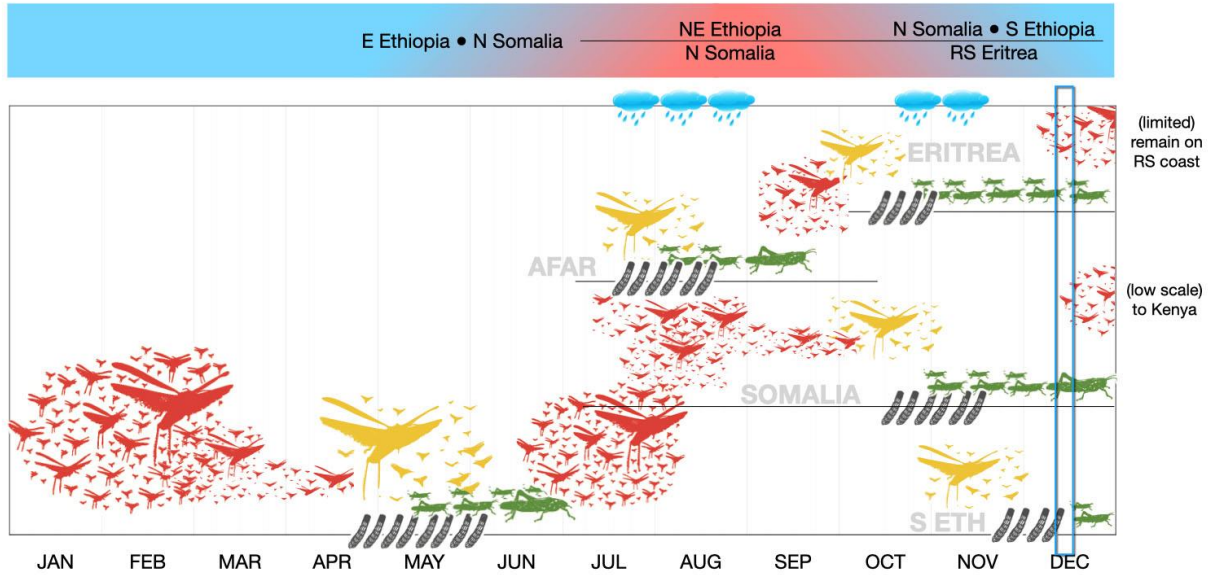 E Ethiopia • N Somalia
NE Ethiopia
N Somalia
N Somalia • S Ethiopia
RS Eritrea
ERITREA
(limited)
remain on
RS coast
AFAR
(low scale)
to Kenya
SOMALIA
S ETH
JAN FEB MAR APR MAY JUN JUL AUG SEP OCT NOV DEC